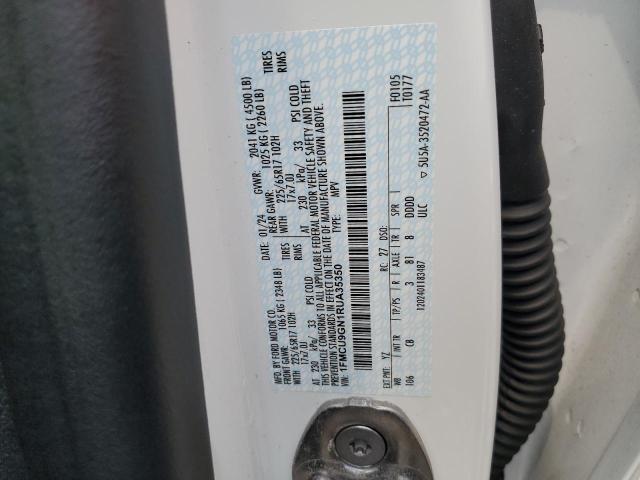 MFD. BY FORD MOTOR CO.
DATE: 01/24 GVWR: 2041 KG ( 4500 LB)
FRONT GAWR: 1065 KG ( 2348 LB) REAR GAWR: 1025 KG ( 2260 LB)
WITH 225/65R17 102H TIRES WITH 225/65R17 102H TIRES
17x7.0J RIMS 17x7.0J RIMS
AT 230 kPa/ 33 PSI COLD AT 230 kPa/ 33 PSI COLD
THIS VEHICLE CONFORMS TO ALL APPLICABLE FEDERAL MOTOR VEHICLE SAFETY AND THEFT
PREVENTION STANDARDS IN EFFECT ON THE DATE OF MANUFACTURE SHOWN ABOVE.
VIN: 1FMCU9GN1RUA35350 TYPE: MPV
F0105
T0177
EXT PNT: YZ RC: 27 DSO:
WB INT TR TP/PS R AXLE TR SPR
106 CB 3 81 8 DDDD
ULC 5U5A-3520472-AA
1202401183487